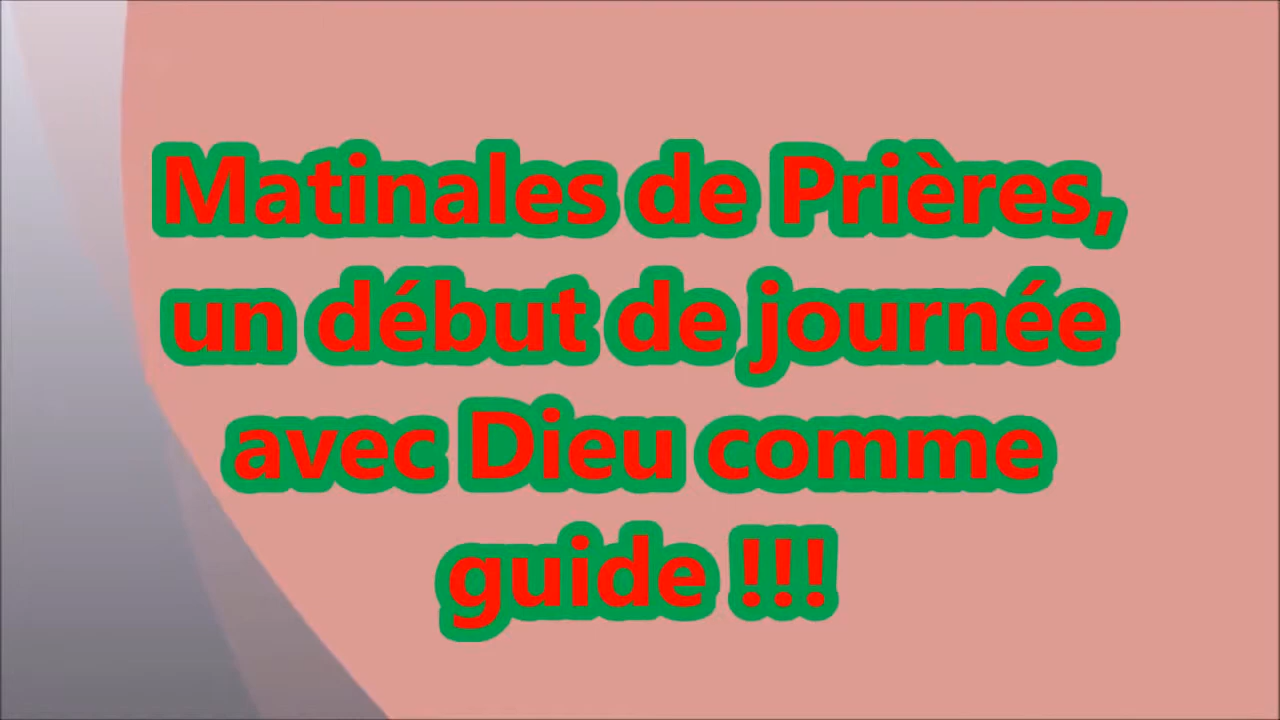 Matinales de Prières,
un début de journée
avec Dieu comme
guide !!!